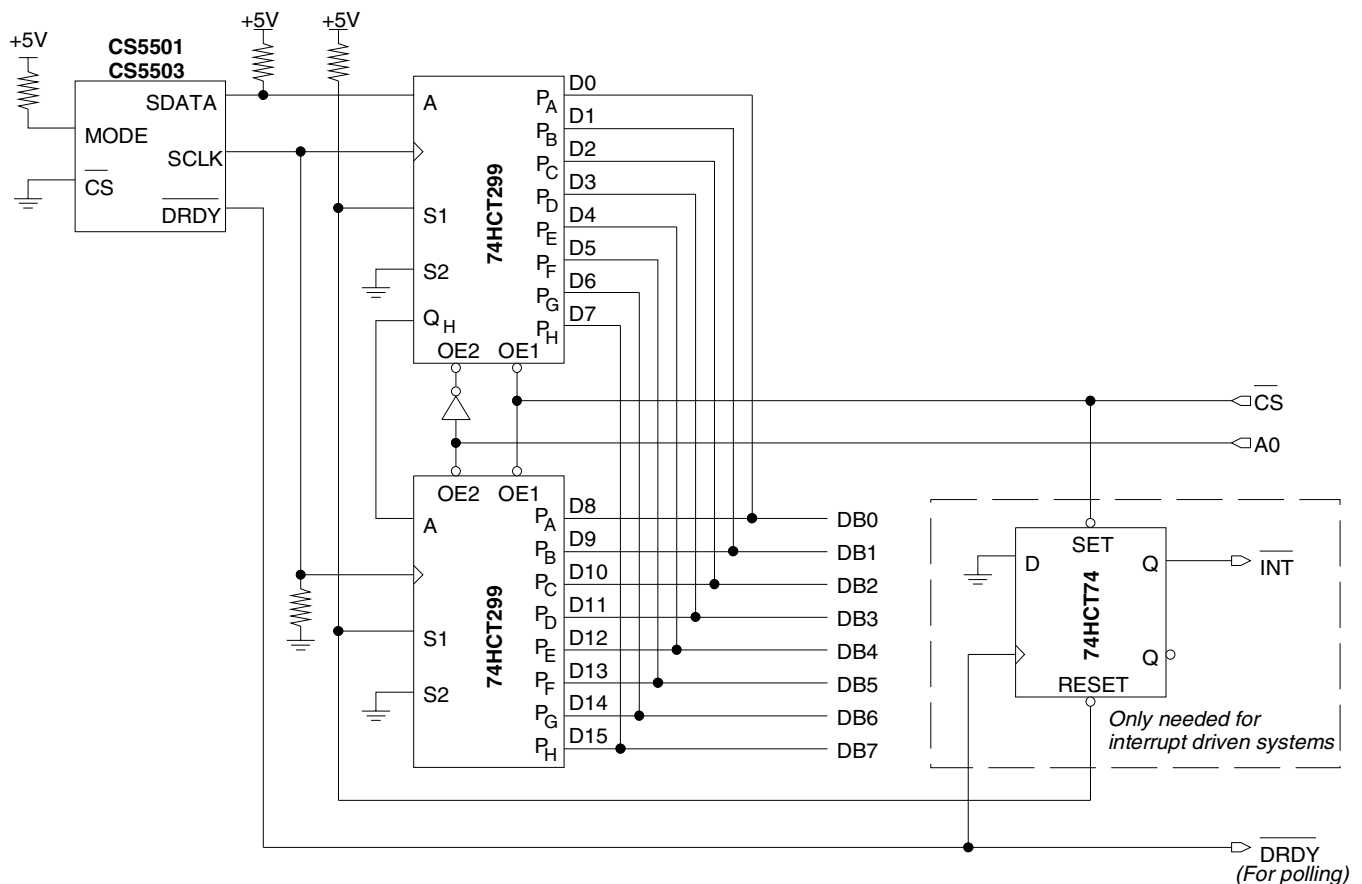 +5V
+5V
+5V
CS5501
CS5503
SDATA
MODE
SCLK
CS
DRDY
A
S1
S2
QH
74HCT299
PA
PB
PC
PD
PE
PF
PG
PH
D0
D1
D2
D3
D4
D5
D6
D7
OE2
OE1
CS
A0
OE2
OE1
A
S1
S2
74HCT299
PA
PB
PC
PD
PE
PF
PG
PH
D8
D9
D10
D11
D12
D13
D14
D15
DB0
DB1
DB2
DB3
DB4
DB5
DB6
DB7
SET
D
Q
74HCT74
Q
RESET
INT
Only needed for
interrupt driven systems
DRDY
(For polling)